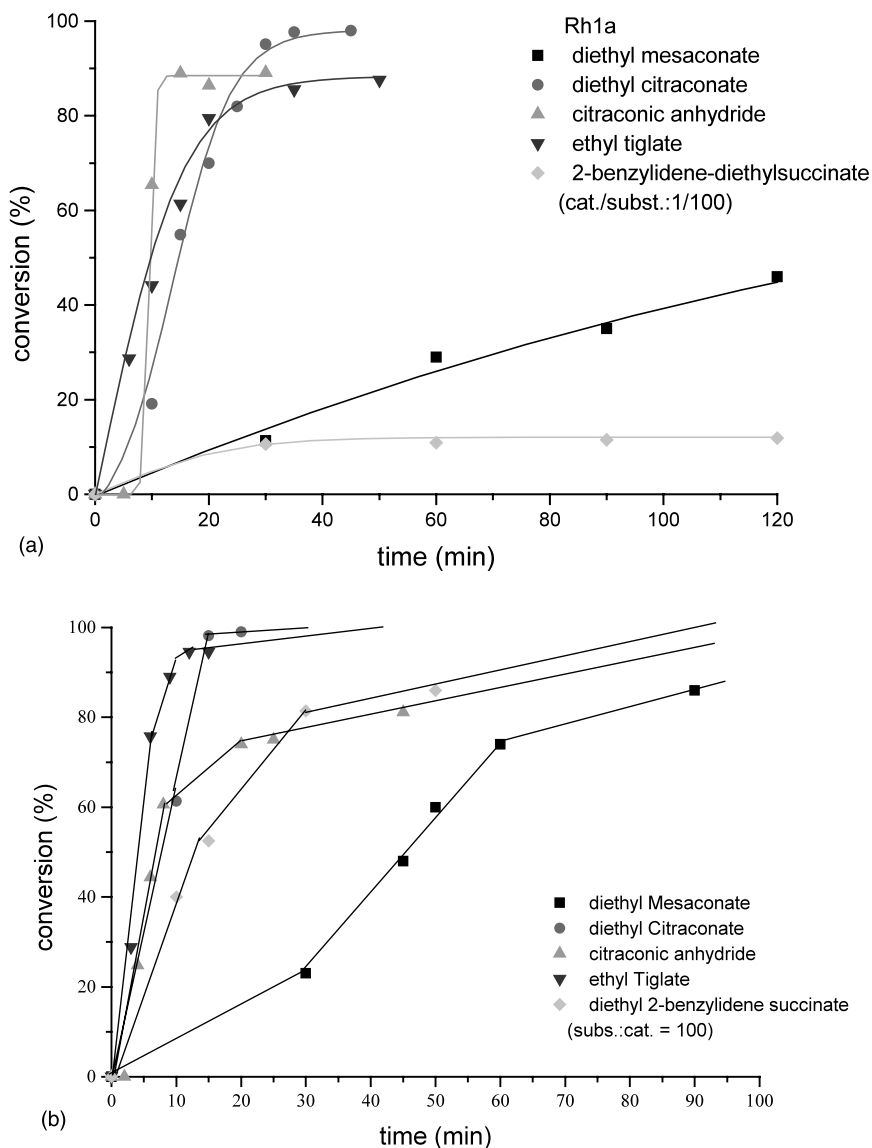 100
80
60
40
20
0
conversion (%)
Rh1a
diethyl mesaconate
diethyl citraconate
citraconic anhydride
ethyl tiglate
2-benzylidene-diethylsuccinate
(cat./subst.:1/100)
0 20 40 60 80 100 120
(a)
time (min)
100
80
60
40
20
0
conversion (%)
diethyl Mesaconate
diethyl Citraconate
citraconic anhydride
ethyl Tiglate
diethyl 2-benzylidene succinate
(subs.:cat. = 100)
0 10 20 30 40 50 60 70 80 90 100
(b)
time (min)